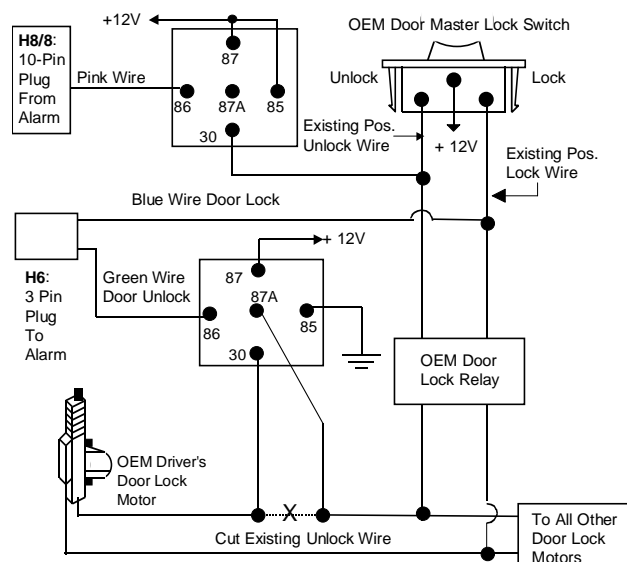 H8/8:
10-Pin
Plug
From
Alarm
Pink Wire
+12V
87
86
87A
85
30
OEM Door Master Lock Switch
Unlock
Lock
Existing Pos.
Unlock Wire
+ 12V
Existing Pos.
Lock Wire
Blue Wire Door Lock
H6:
3 Pin
Plug
To
Alarm
Green Wire
Door Unlock
+ 12V
87
87A
86
85
30
OEM Door
Lock Relay
OEM Driver's
Door Lock
Motor
X
Cut Existing Unlock Wire
To All Other
Door Lock
Motors